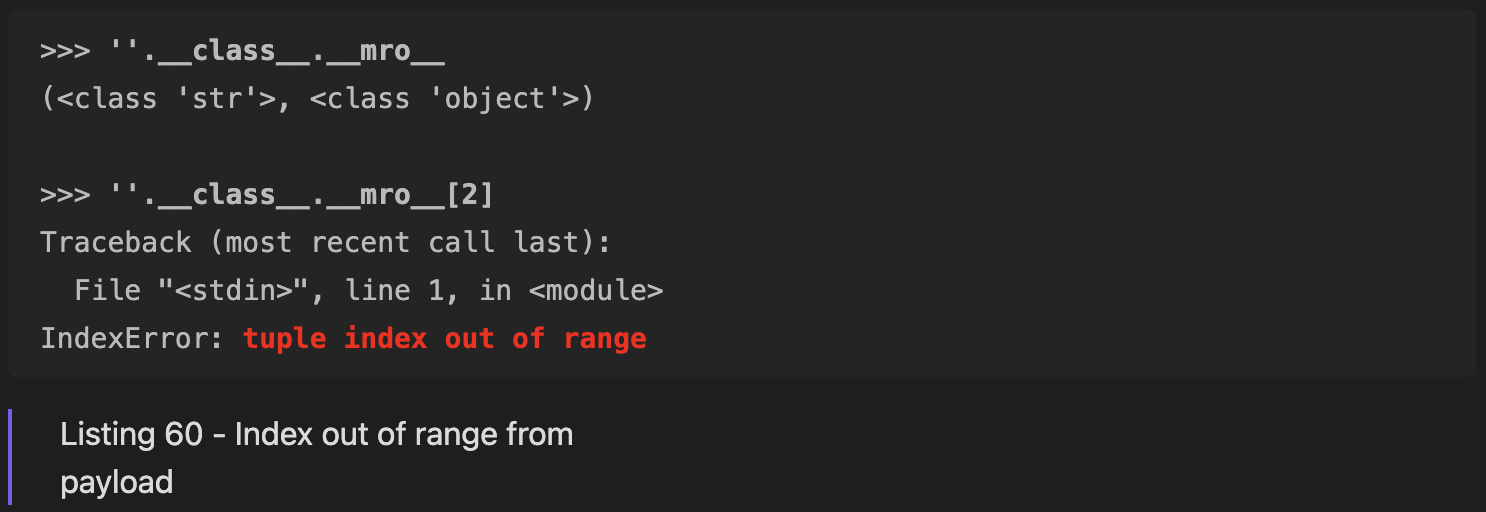 >>> ''.__class__.__mro__
(<class 'str'>, <class 'object'>)
>>> ''.__class__.__mro__[2]
Traceback (most recent call last):
  File "<stdin>", line 1, in <module>
IndexError: tuple index out of range
Listing 60 - Index out of range from
payload